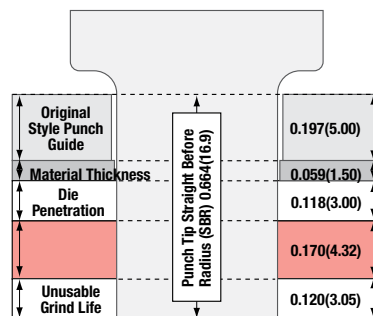 Original
Style Punch
Guide
0.197(5.00)
Material Thickness
0.059(1.50)
Die
Penetration
0.118(3.00)
0.170(4.32)
Unusable
Grind Life
0.120(3.05)
Punch Tip Straight Before
Radius (SBR) 0.664(16.9)